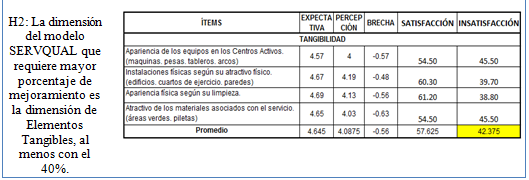 H2: La dimensión
del modelo
SERVQUAL que
requiere mayor
porcentaje de
mejoramiento es
la dimensión de
Elementos
Tangibles, al
menos con el
40%.
ÍTEMS EXPECTA TIVA PERCEP CIÓN BRECHA SATISFACCIÓN INSATISFACCIÓN
TANGIBILIDAD
Apariencia de los equipos en los Centros Activos.
(maquinas. pesas. tableros. arcos) 4.57 4 -0.57 54.50 45.50
Instalaciones físicas según su atractivo físico.
(edificios. cuartos de ejercicio. paredes) 4.67 4.19 -0.48 60.30 39.70
Apariencia física según su limpieza. 4.69 4.13 -0.56 61.20 38.80
Atractivo de los materiales asociados con el servicio.
(áreas verdes. piletas) 4.65 4.03 -0.63 54.50 45.50
Promedio 4.645 4.0875 -0.56 57.625 42.375